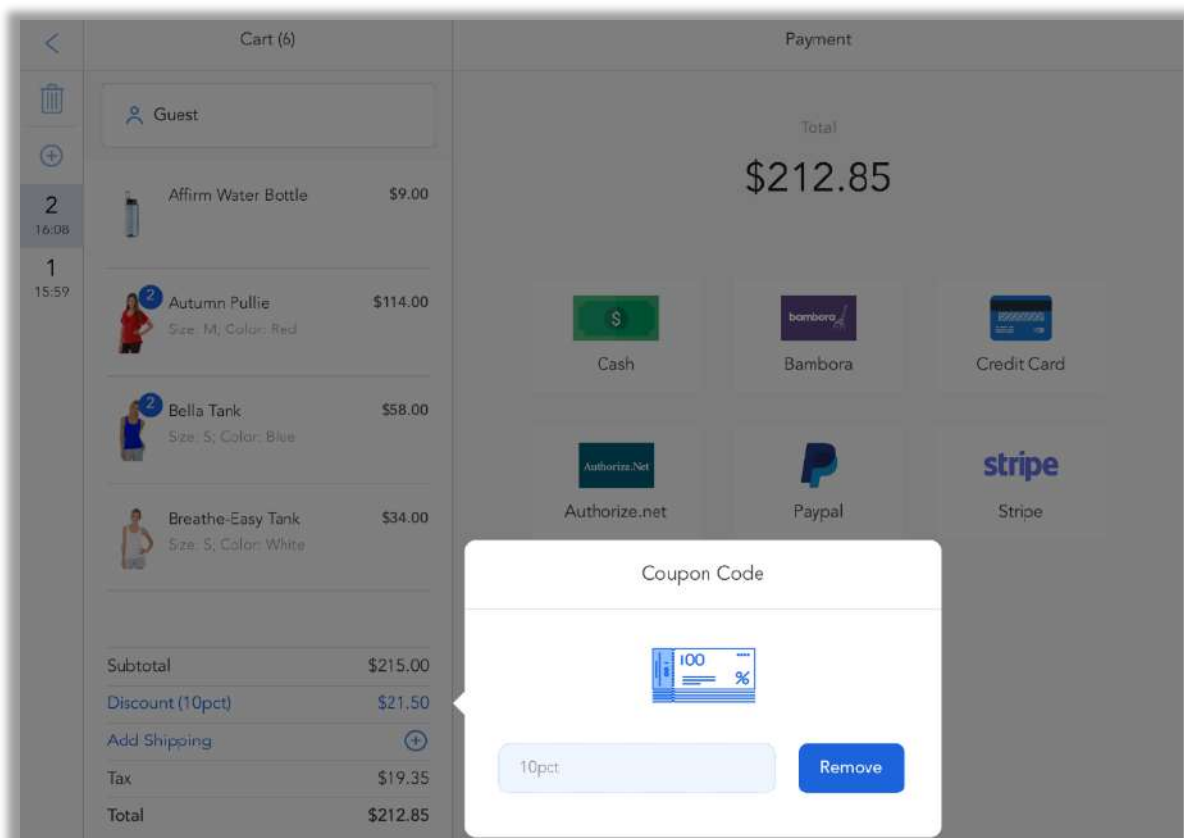 Cart (6)
Payment
Guest
2
16:08
1
15:59
Affirm Water Bottle $9.00
2
Autumn Pullie $114.00
Size: M; Color: Red
2
Bella Tank $58.00
Size: S; Color: Blue
Breathe-Easy Tank $34.00
Size: S; Color: White
Subtotal $215.00
Discount (10pct) $21.50
Add Shipping
Tax $19.35
Total $212.85
Total
$212.85
$
Cash
bambora
Bambora
Credit Card
Authorize.Net
Authorize.net
Paypal
stripe
Stripe
Coupon Code
100
%
10pct
Remove